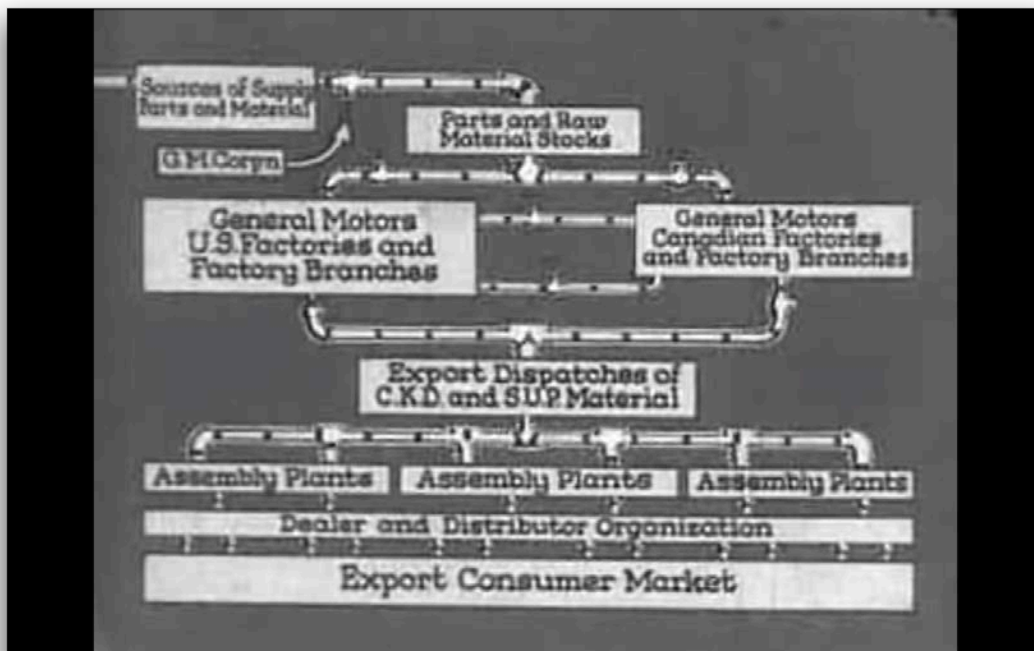 Sources of Supply
Parts and Material
Parts and Raw
Material Stocks
G.M.Coryn
General Motors
U.S. Factories and
Factory Branches
General Motors
Canadian Factories
and Factory Branches
Export Dispatches of
C.K.D. and S.U.P. Material
Assembly Plants
Assembly Plants
Assembly Plants
Dealer and Distributor Organization
Export Consumer Market